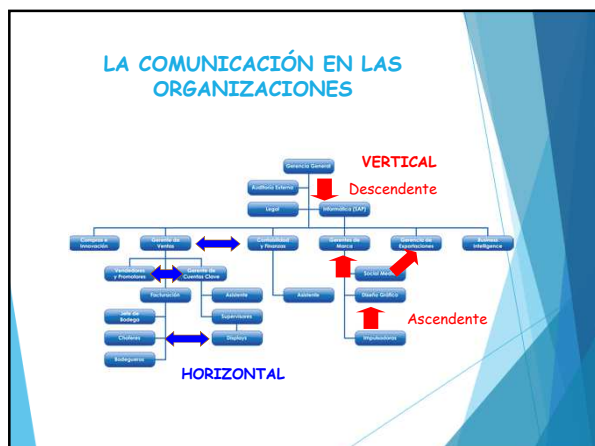 LA COMUNICACIÓN EN LAS
ORGANIZACIONES
Gerencia General
VERTICAL
Auditoría Externa
Descendente
Legal
Informática (SAP)
Compras e
Innovación
Gerente de
Ventas
Contabilidad
y Finanzas
Gerentes de
Marca
Gerencia de
Exportaciones
Business
Intelligence
Vendedores
y Promotores
Gerente de
Cuentas Clave
Social Media
Facturación
Asistente
Asistente
Diseño Gráfico
Jefe de
Bodega
Supervisores
Ascendente
Choferes
Displays
Impulsadoras
Bodegueros
HORIZONTAL